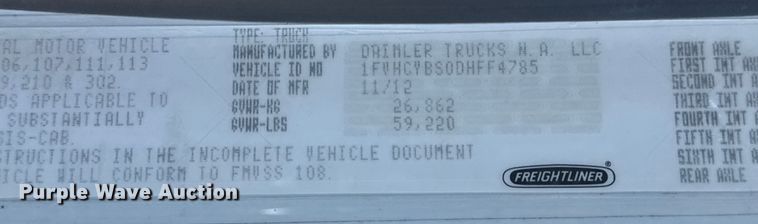 TYPE: TRUCK
AL MOTOR VEHICLE MANUFACTURED BY DAIMLER TRUCKS N.A. LLC FRONT AXLE
06,107,111,113 VEHICLE ID NO 1FVHCYBS0DHFF4785 FIRST INT AX
9,210 & 302. DATE OF MFR 11/12 SECOND INT A
DS APPLICABLE TO GVWR-KG 26,862 THIRD INT AX
SUBSTANTIALLY GVWR-LBS 59,220 FOURTH INT A
SIS-CAB. FIFTH INT A
STRUCTIONS IN THE INCOMPLETE VEHICLE DOCUMENT SIXTH INT A
ICLE WILL CONFORM TO FMVSS 108. FREIGHTLINER REAR AXLE
Purple Wave Auction